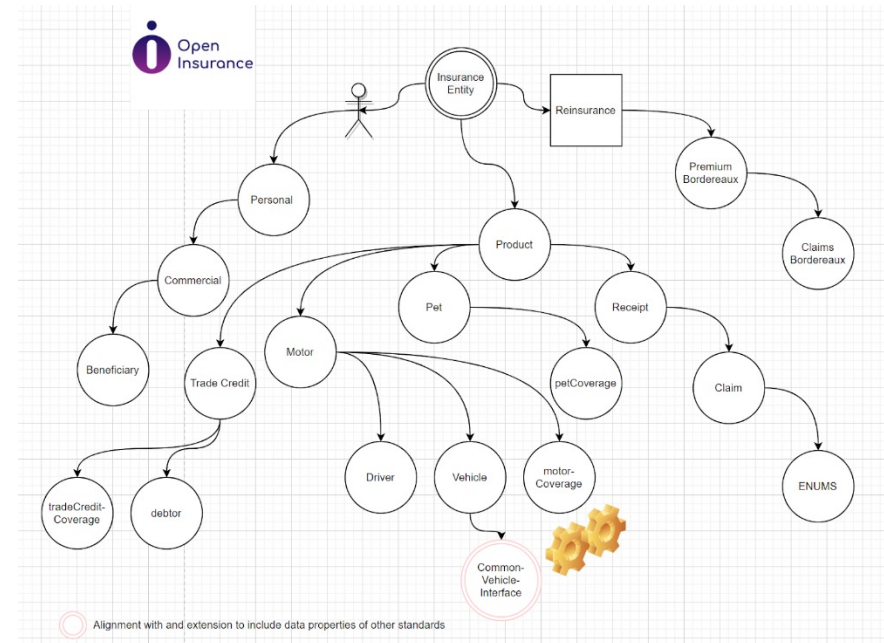 Open
Insurance
Insurance
Entity
Reinsurance
Premium
Bordereaux
Personal
Product
Claims
Bordereaux
Commercial
Pet
Receipt
Motor
Beneficiary
Trade Credit
petCoverage
Claim
Driver
Vehicle
motor-
Coverage
ENUMS
tradeCredit-
Coverage
debtor
Common-
Vehicle-
Interface
Alignment with and extension to include data properties of other standards